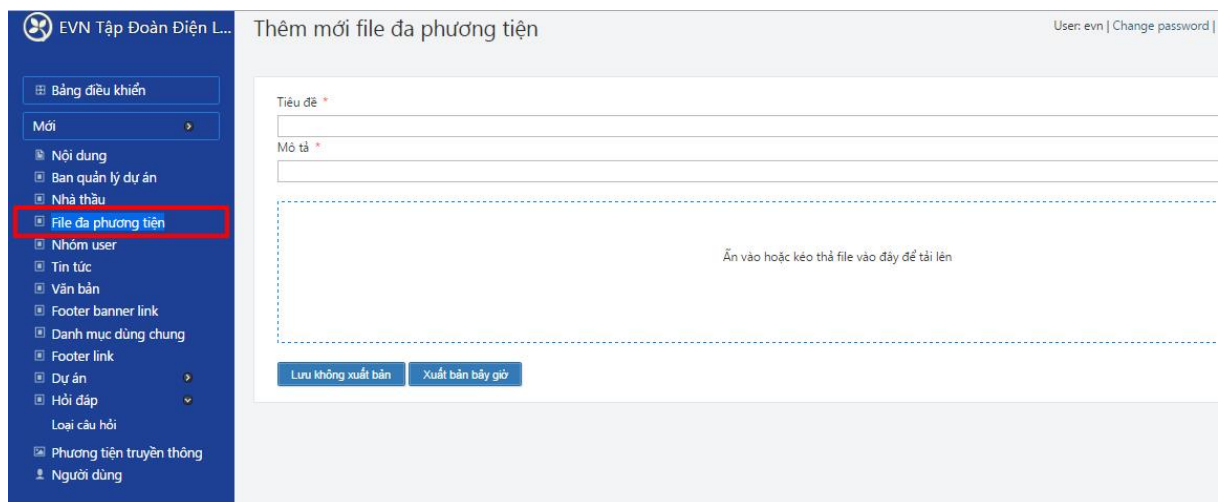 EVN Tập Đoàn Điện L...
Thêm mới file đa phương tiện
User: evn | Change password |
Bảng điều khiển
Mới
Nội dung
Ban quản lý dự án
Nhà thầu
File đa phương tiện
Nhóm user
Tin tức
Văn bản
Footer banner link
Danh mục dùng chung
Footer link
Dự án
Hỏi đáp
Loại câu hỏi
Phương tiện truyền thông
Người dùng
Tiêu đề *
Mô tả *
Ấn vào hoặc kéo thả file vào đây để tải lên
Lưu không xuất bản
Xuất bản bây giờ